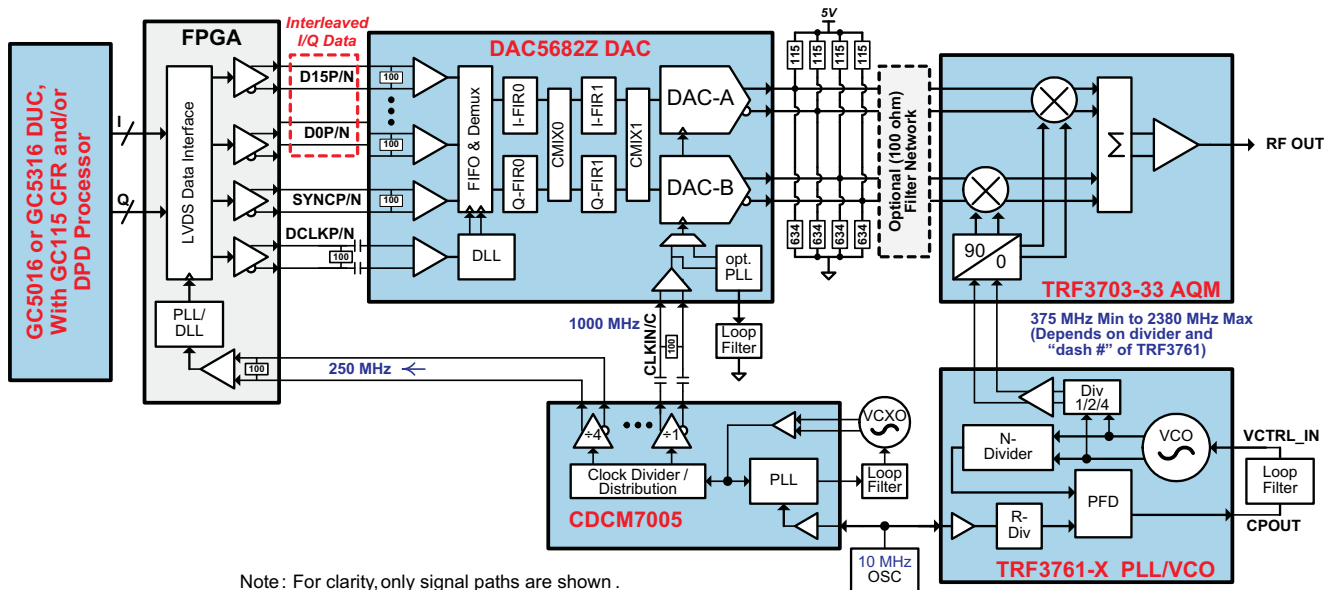 GC5016 or GC5316 DUC,
With GC115 CFR and/or
DPD Processor
I
Q
FPGA
LVDS Data Interface
PLL/
DLL
100
250 MHz
Interleaved
I/Q Data
D15P/N
D0P/N
SYNCP/N
DCLKP/N
100
100
100
100
DAC5682Z DAC
FIFO & Demux
DLL
I-FIR0
Q-FIR0
CMIX0
I-FIR1
Q-FIR1
CMIX1
DAC-A
DAC-B
opt.
PLL
Loop
Filter
1000 MHz
CLKIN/C
100
5V
115
115
115
115
634
634
634
634
Optional (100 ohm)
Filter Network
Σ
90
0
TRF3703-33 AQM
RF OUT
375 MHz Min to 2380 MHz Max
(Depends on divider and
“dash #” of TRF3761)
÷4
÷1
Clock Divider /
Distribution
PLL
VCXO
Loop
Filter
CDCM7005
10 MHz
OSC
Div
1/2/4
N-
Divider
VCO
PFD
R-
Div
VCTRL_IN
Loop
Filter
CPOUT
TRF3761-X PLL/VCO
Note: For clarity, only signal paths are shown .